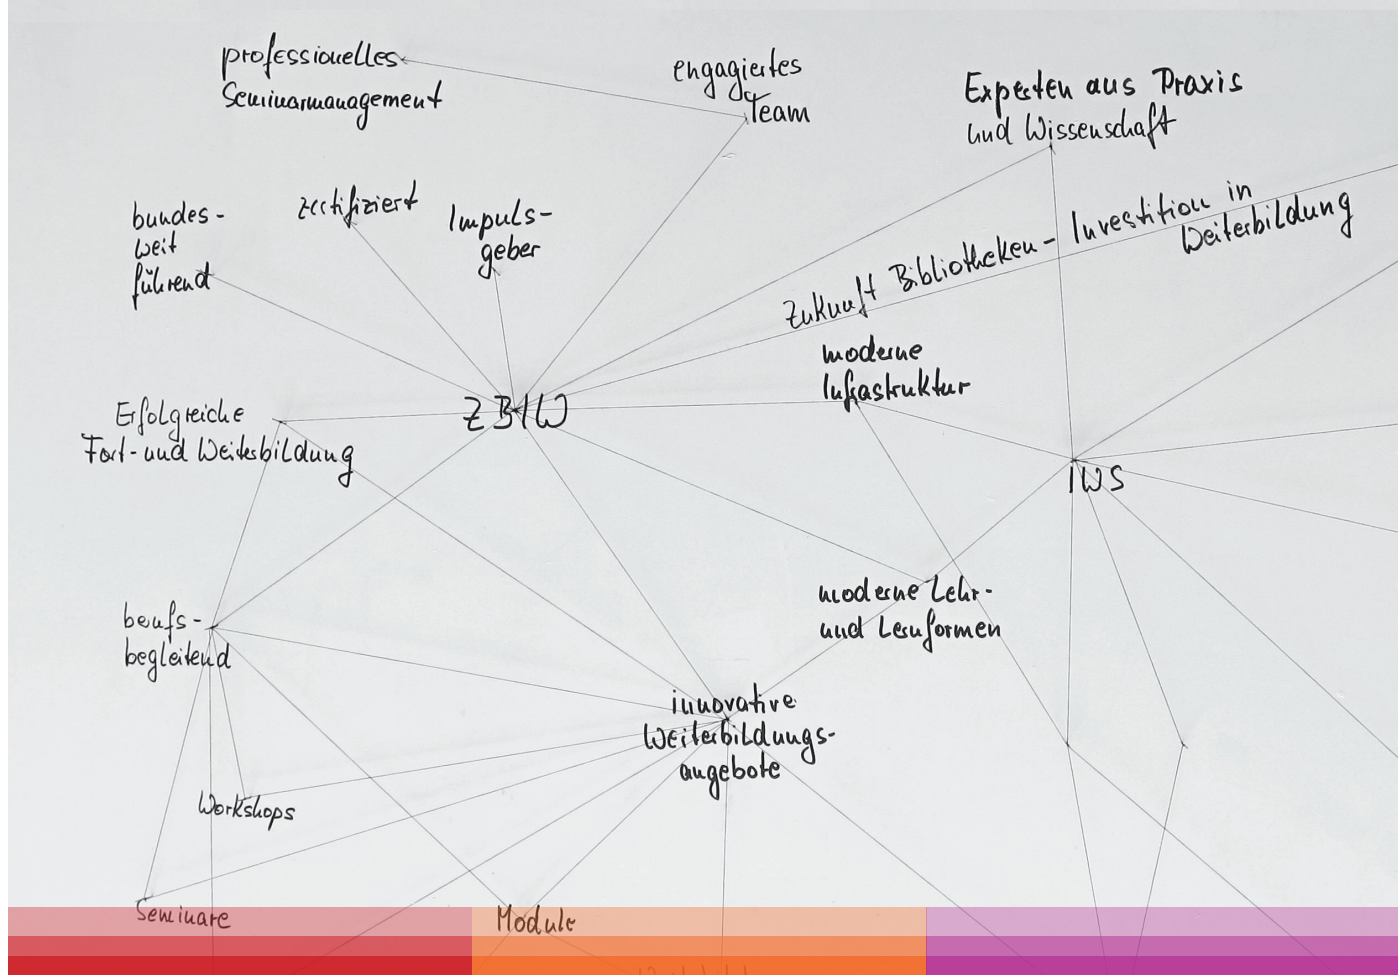 professionelles
Seminarmanagement
engagiertes
Team
Experten aus Praxis
und Wissenschaft
bundes-
weit
führend
zertifiziert
Impuls-
geber
Zukunft Bibliotheken - Investition in
Weiterbildung
moderne
Infrastruktur
ZBIW
Erfolgreiche
Fort- und Weiterbildung
IWS
moderne Lehr-
und Lernformen
berufs-
begleitend
innovative
Weiterbildungs-
angebote
Workshops
Seminare
Module